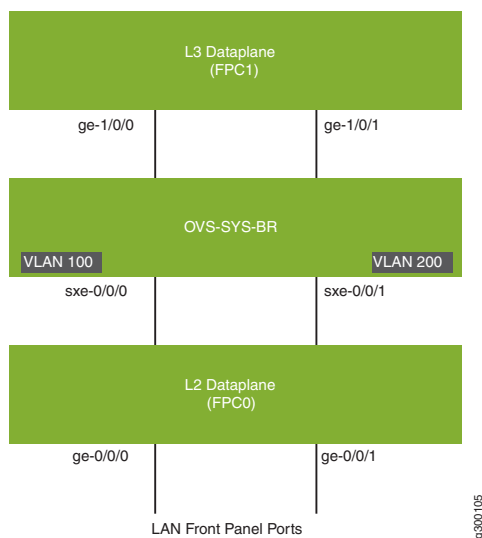 L3 Dataplane
(FPC1)
ge-1/0/0
ge-1/0/1
OVS-SYS-BR
VLAN 100
VLAN 200
sxe-0/0/0
sxe-0/0/1
L2 Dataplane
(FPC0)
ge-0/0/0
ge-0/0/1
LAN Front Panel Ports
g300105